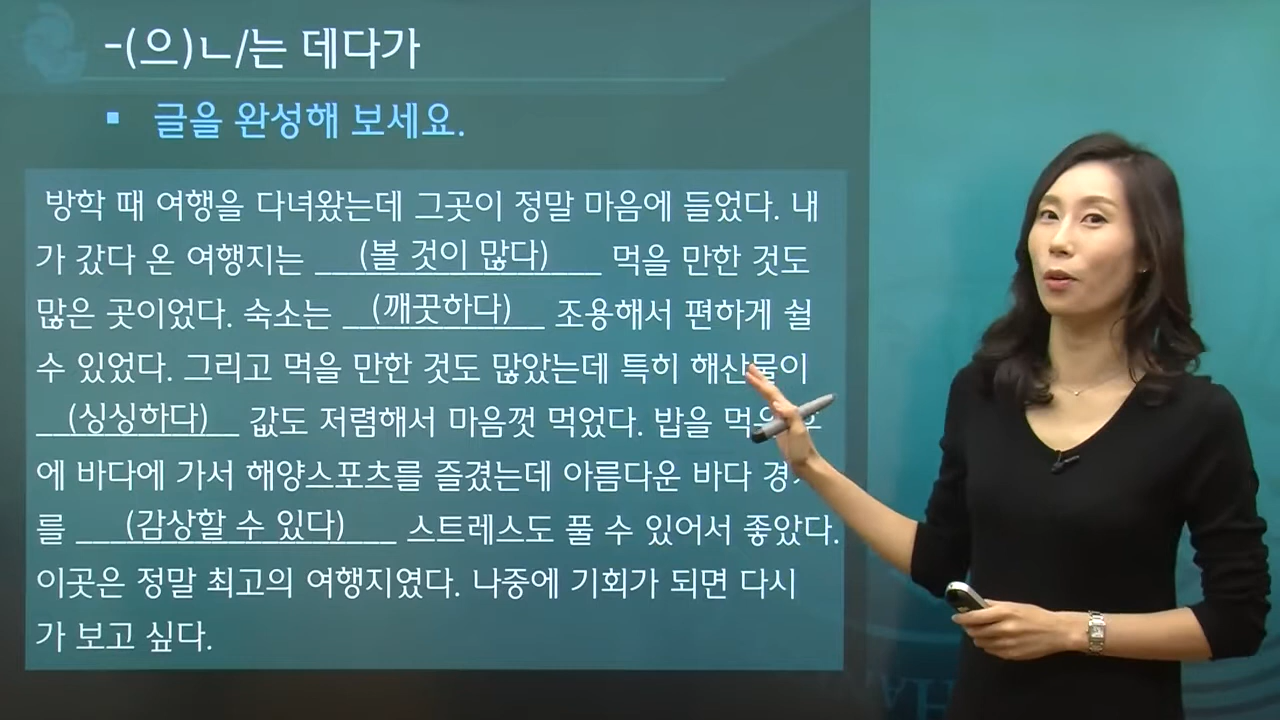 -(으)ㄴ/는 데다가
▪ 글을 완성해 보세요.
방학 때 여행을 다녀왔는데 그곳이 정말 마음에 들었다. 내
가 갔다 온 여행지는 ___(볼 것이 많다)___ 먹을 만한 것도
많은 곳이었다. 숙소는 __(깨끗하다)__ 조용해서 편하게 쉴
수 있었다. 그리고 먹을 만한 것도 많았는데 특히 해산물이
__(싱싱하다)__ 값도 저렴해서 마음껏 먹었다. 밥을
에 바다에 가서 해양스포츠를 즐겼는데 아름다운 바다
를 ___(감상할 수 있다)___ 스트레스도 풀 수 있어서 좋았다.
이곳은 정말 최고의 여행지였다. 나중에 기회가 되면 다시
가 보고 싶다.